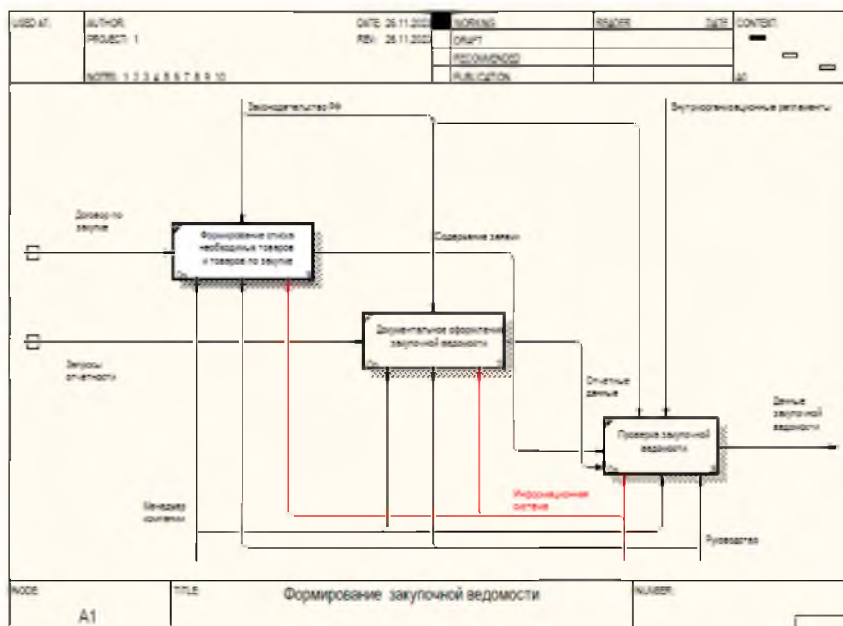 USED AT:
AUTHOR:
DATE: 26.11.202
WORKING
READER
DATE
CONTEXT:
PROJECT: 1
REV: 26.11.202
DRAFT
RECOMMENDED
NOTES: 1 2 3 4 5 6 7 8 9 10
PUBLICATION
A0
Законодательство РФ
Внутриорганизационные регламенты
Договор по
закупке
Формирование списка
необходимых товаров
и товаров по закупке
Содержание заявки
Документальное оформление
закупочной ведомости
Запросы
отчетности
Отчетные
данные
Данные
закупочной
ведомости
Проверка закупочной
ведомости
Информационная
система
Менеджер
компании
Руководство
NODE:
TITLE:
Формирование закупочной ведомости
NUMBER:
A1